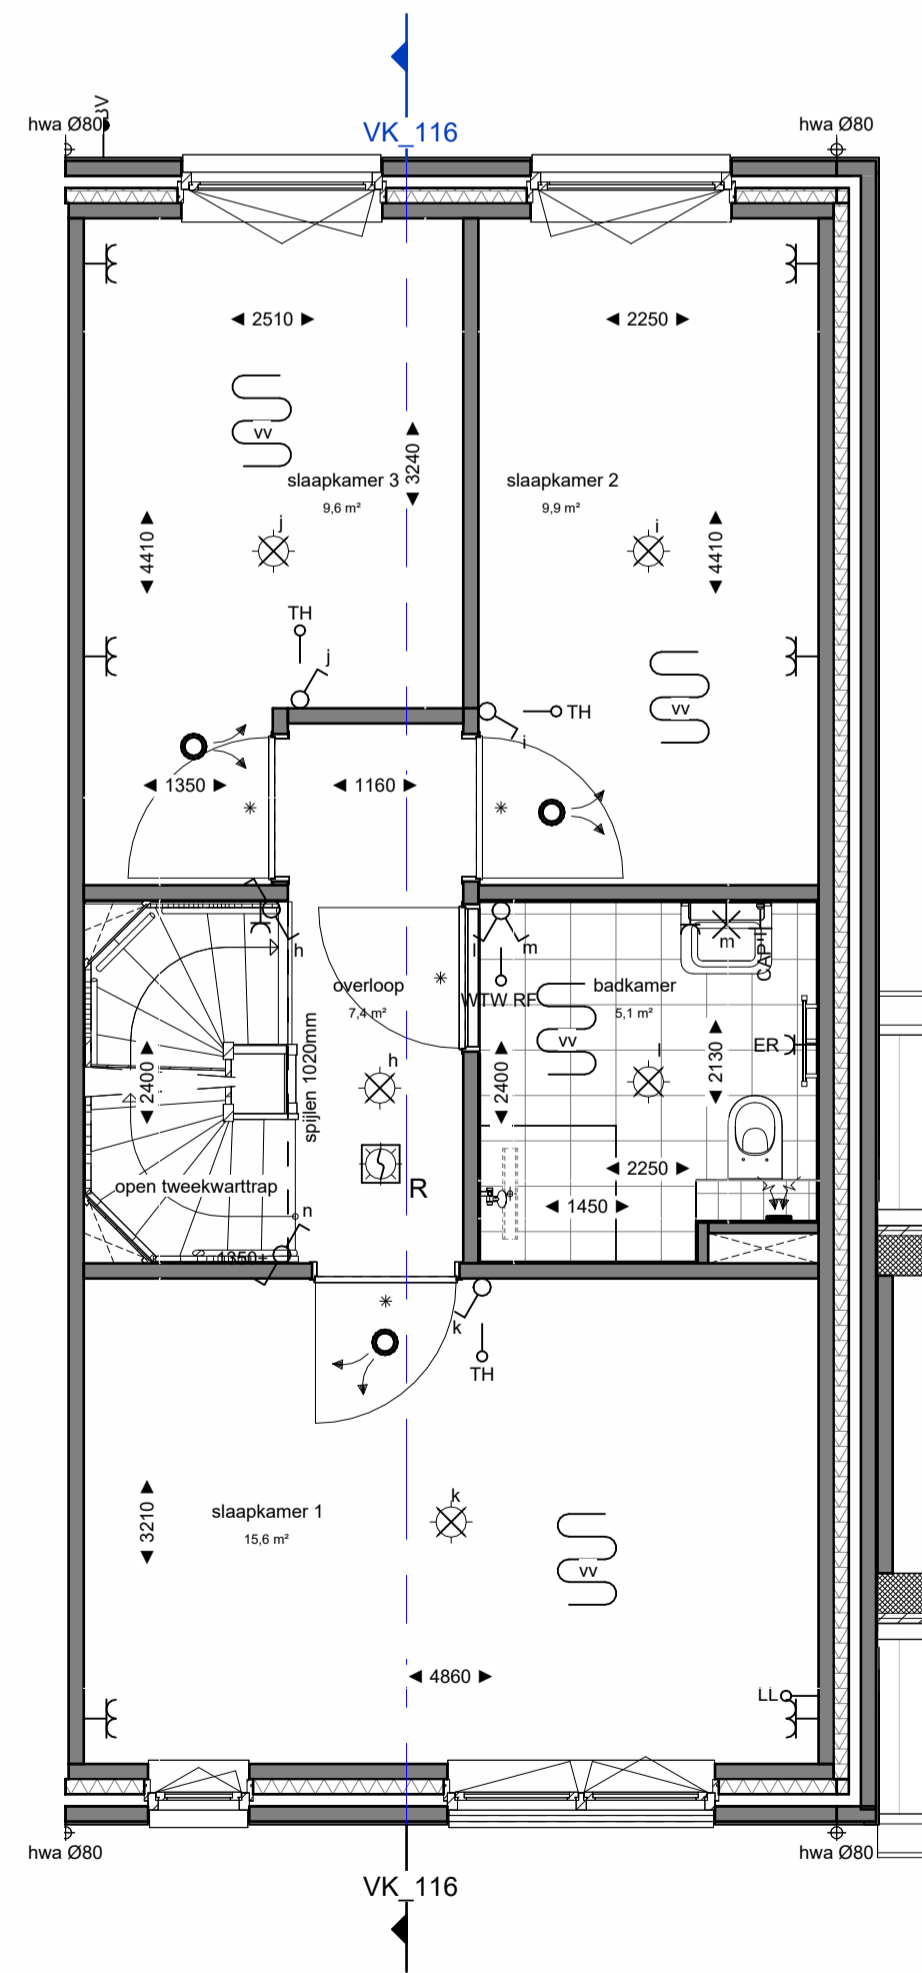 hwa Ø80
VK_116
hwa Ø80
2510
2250
vv
3240
slaapkamer 3
9,6 m²
slaapkamer 2
9,9 m²
4410
j
i
4410
TH
j
vv
TH
i
1350
1160
h
l
m
m
CAP
overloop
7,4 m²
WTW RF
badkamer
5,1 m²
vv
ER
l
2400
spijlen 1020mm
h
2400
2130
open tweekwarttrap
R
2250
1450
n
1350+
k
TH
slaapkamer 1
15,6 m²
3210
k
vv
4860
LL
hwa Ø80
VK_116
hwa Ø80